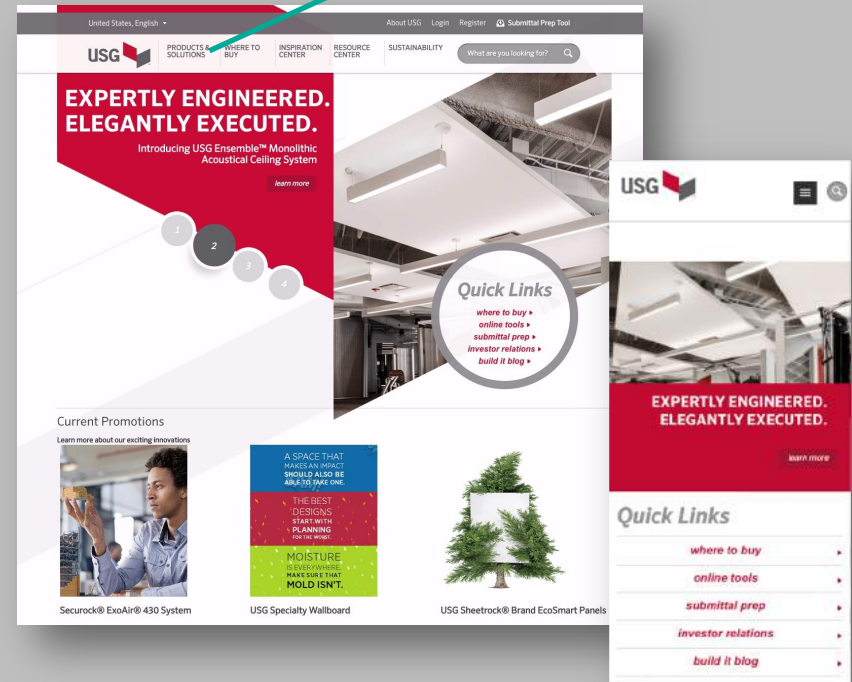 United States, English
About USG Login Register Submittal Prep Tool
USG
PRODUCTS & SOLUTIONS
WHERE TO BUY
INSPIRATION CENTER
RESOURCE CENTER
SUSTAINABILITY
What are you looking for?
EXPERTLY ENGINEERED.
ELEGANTLY EXECUTED.
Introducing USG Ensemble™ Monolithic
Acoustical Ceiling System
learn more
1
2
3
4
Quick Links
where to buy
online tools
submittal prep
investor relations
build it blog
Current Promotions
Learn more about our exciting innovations
A SPACE THAT
MAKES AN IMPACT
SHOULD ALSO BE
ABLE TO TAKE ONE.
THE BEST
DESIGNS
START WITH
PLANNING
FOR THE WORST.
MOISTURE
IS EVERYWHERE.
MAKE SURE THAT
MOLD ISN'T.
Securock® ExoAir® 430 System
USG Specialty Wallboard
USG Sheetrock® Brand EcoSmart Panels
USG
EXPERTLY ENGINEERED.
ELEGANTLY EXECUTED.
learn more
Quick Links
where to buy
online tools
submittal prep
investor relations
build it blog